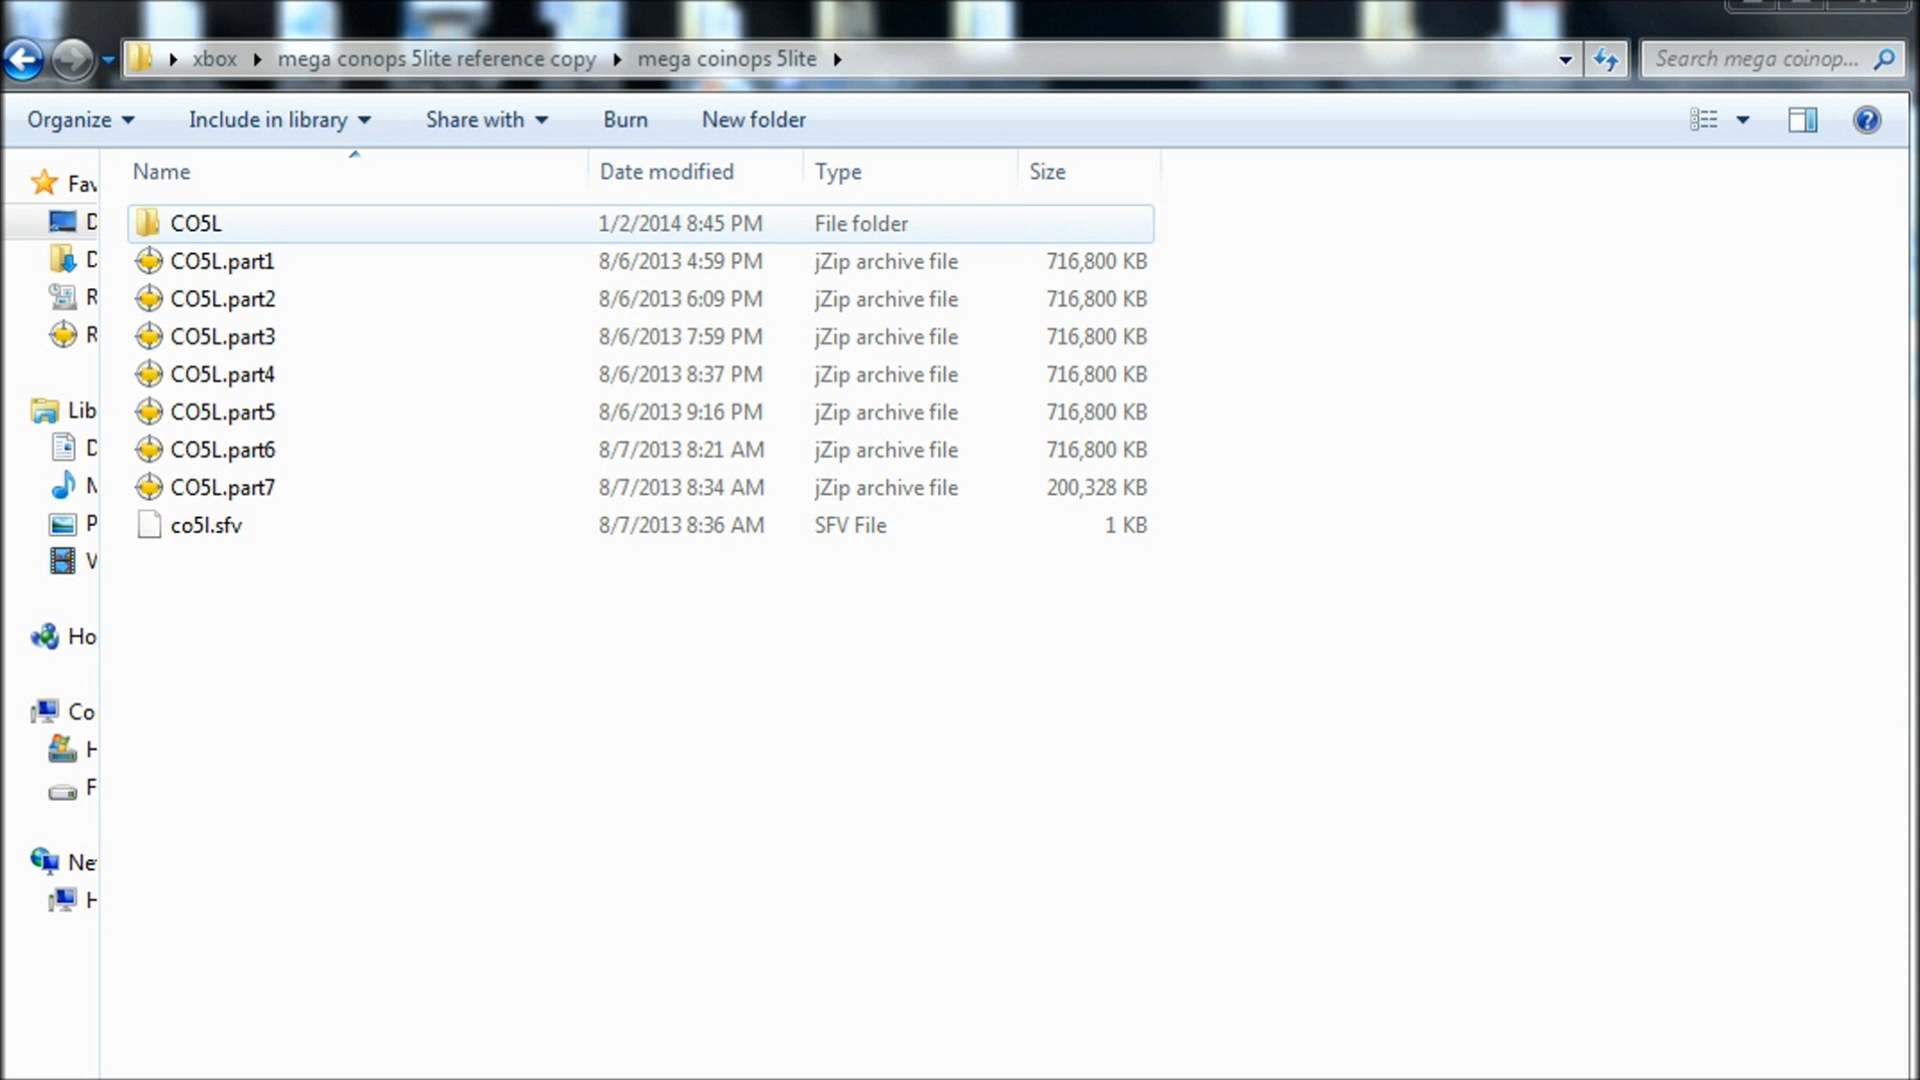 xbox mega conops 5lite reference copy mega coinops 5lite Search mega coinop...
Organize Include in library Share with Burn New folder
Name Date modified Type Size
Fav
D
D
R
R
Lib
D
M
P
V
Ho
Co
H
F
Ne
H
CO5L 1/2/2014 8:45 PM File folder
CO5L.part1 8/6/2013 4:59 PM jZip archive file 716,800 KB
CO5L.part2 8/6/2013 6:09 PM jZip archive file 716,800 KB
CO5L.part3 8/6/2013 7:59 PM jZip archive file 716,800 KB
CO5L.part4 8/6/2013 8:37 PM jZip archive file 716,800 KB
CO5L.part5 8/6/2013 9:16 PM jZip archive file 716,800 KB
CO5L.part6 8/7/2013 8:21 AM jZip archive file 716,800 KB
CO5L.part7 8/7/2013 8:34 AM jZip archive file 200,328 KB
co5l.sfv 8/7/2013 8:36 AM SFV File 1 KB